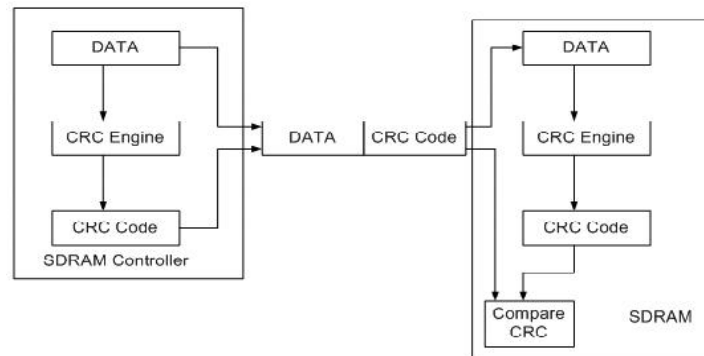 DATA
CRC Engine
CRC Code
SDRAM Controller
DATA
CRC Code
DATA
CRC Engine
CRC Code
Compare
CRC
SDRAM